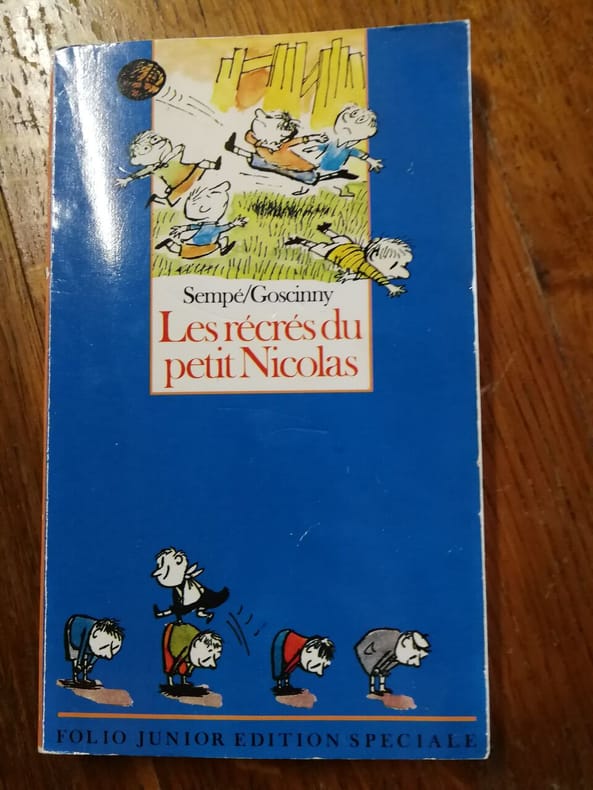 Sempé/Goscinny
Les récrés du
petit Nicolas
FOLIO JUNIOR EDITION SPECIALE